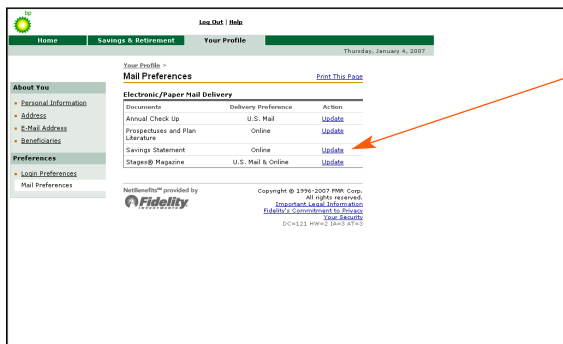 bp
Log Out | Help
Home Savings & Retirement Your Profile
Thursday, January 4, 2007
Your Profile >
Mail Preferences Print This Page
About You
Personal Information
Address
E-Mail Address
Beneficiaries
Preferences
Login Preferences
Mail Preferences
Electronic/Paper Mail Delivery
Documents Delivery Preference Action
Annual Check Up U.S. Mail Update
Prospectuses and Plan Online Update
Literature
Savings Statement Online Update
Stages® Magazine U.S. Mail & Online Update
NetBenefits℠ provided by
Fidelity
INVESTMENTS
Copyright © 1996-2007 FMR Corp.
All rights reserved.
Important Legal Information
Fidelity's Commitment to Privacy
Your Security
DC=121 HW=2 IA=3 AT=3